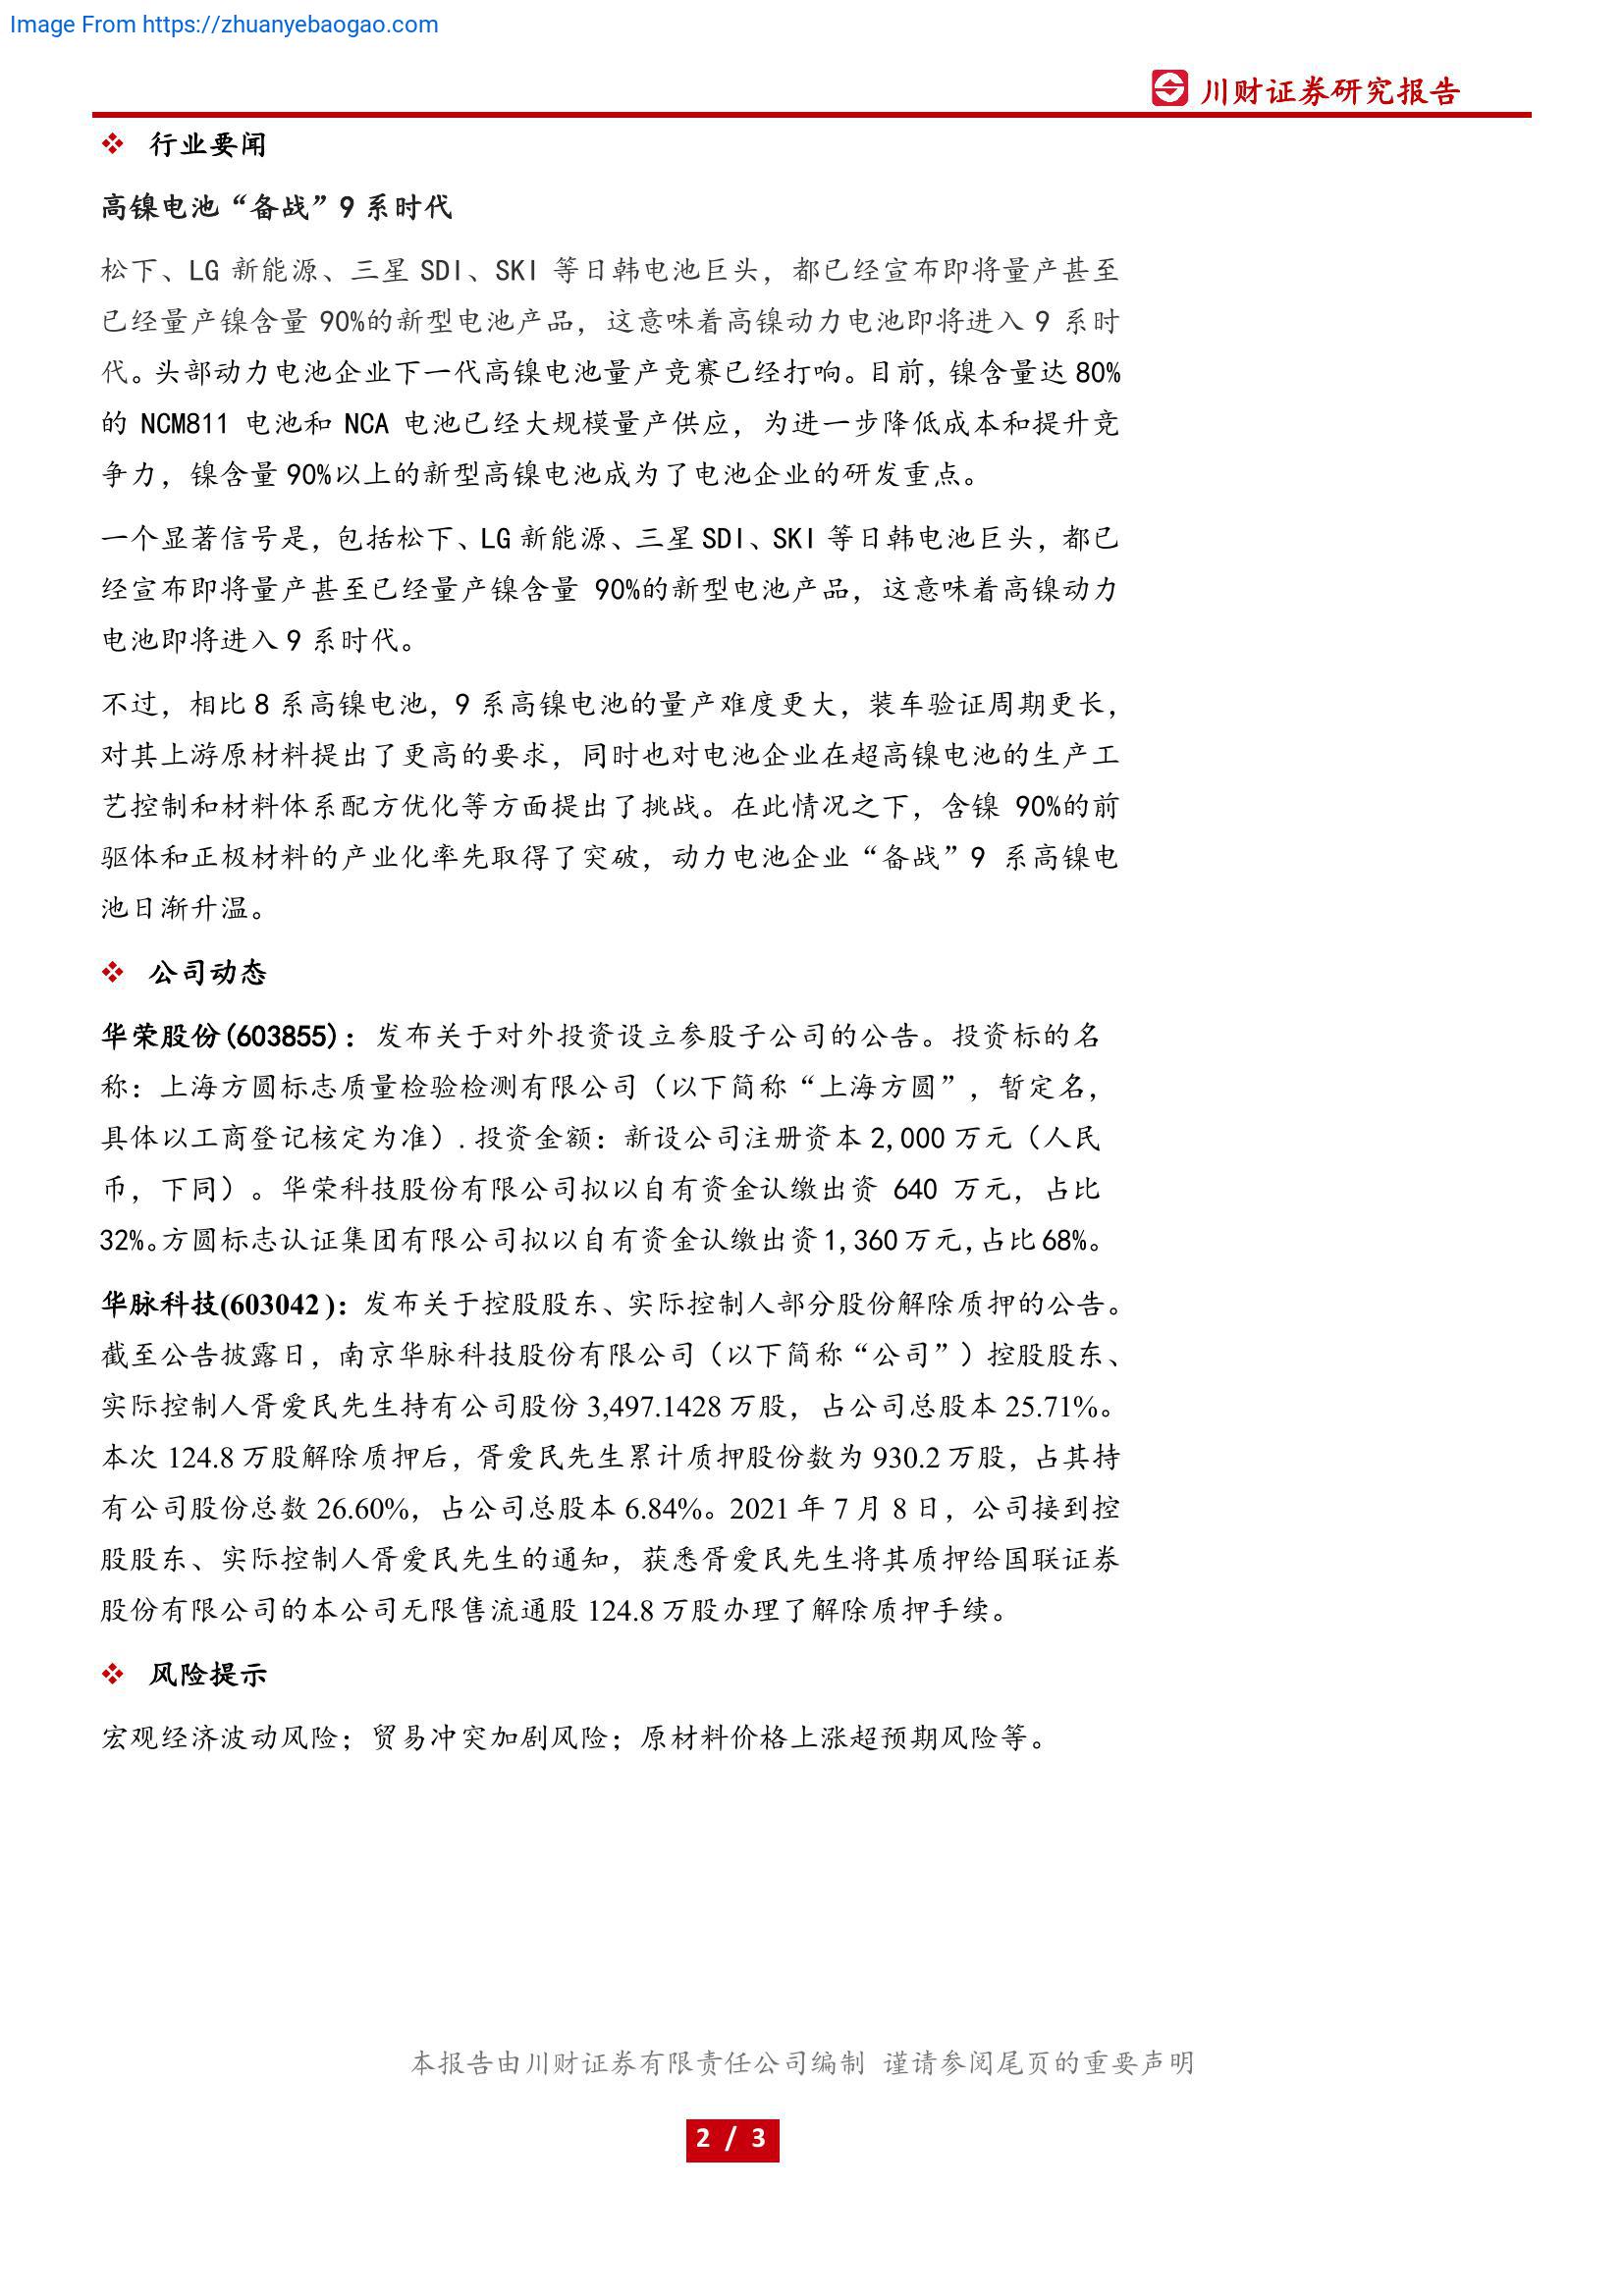 Image From https://zhuanyebaogao.com
川财证券研究报告
行业要闻
高镍电池“备战”9 系时代
松下、LG 新能源、三星 SDI、SKI 等日韩电池巨头，都已经宣布即将量产甚至
已经量产镍含量 90%的新型电池产品，这意味着高镍动力电池即将进入 9 系时
代。头部动力电池企业下一代高镍电池量产竞赛已经打响。目前，镍含量达 80%
的 NCM811 电池和 NCA 电池已经大规模量产供应，为进一步降低成本和提升竞
争力，镍含量 90%以上的新型高镍电池成为了电池企业的研发重点。
一个显著信号是，包括松下、LG 新能源、三星 SDI、SKI 等日韩电池巨头，都已
经宣布即将量产甚至已经量产镍含量 90%的新型电池产品，这意味着高镍动力
电池即将进入 9 系时代。
不过，相比 8 系高镍电池，9 系高镍电池的量产难度更大，装车验证周期更长，
对其上游原材料提出了更高的要求，同时也对电池企业在超高镍电池的生产工
艺控制和材料体系配方优化等方面提出了挑战。在此情况之下，含镍 90%的前
驱体和正极材料的产业化率先取得了突破，动力电池企业“备战”9 系高镍电
池日渐升温。
公司动态
华荣股份(603855)：发布关于对外投资设立参股子公司的公告。投资标的名
称：上海方圆标志质量检验检测有限公司（以下简称“上海方圆”，暂定名，
具体以工商登记核定为准）.投资金额：新设公司注册资本 2,000 万元（人民
币，下同）。华荣科技股份有限公司拟以自有资金认缴出资 640 万元，占比
32%。方圆标志认证集团有限公司拟以自有资金认缴出资 1,360 万元,占比 68%。
华脉科技(603042 )：发布关于控股股东、实际控制人部分股份解除质押的公告。
截至公告披露日，南京华脉科技股份有限公司（以下简称“公司”）控股股东、
实际控制人胥爱民先生持有公司股份 3,497.1428 万股，占公司总股本 25.71%。
本次 124.8 万股解除质押后，胥爱民先生累计质押股份数为 930.2 万股，占其持
有公司股份总数 26.60%，占公司总股本 6.84%。2021 年 7 月 8 日，公司接到控
股股东、实际控制人胥爱民先生的通知，获悉胥爱民先生将其质押给国联证券
股份有限公司的本公司无限售流通股 124.8 万股办理了解除质押手续。
风险提示
宏观经济波动风险；贸易冲突加剧风险；原材料价格上涨超预期风险等。
本报告由川财证券有限责任公司编制 谨请参阅尾页的重要声明
2 / 3